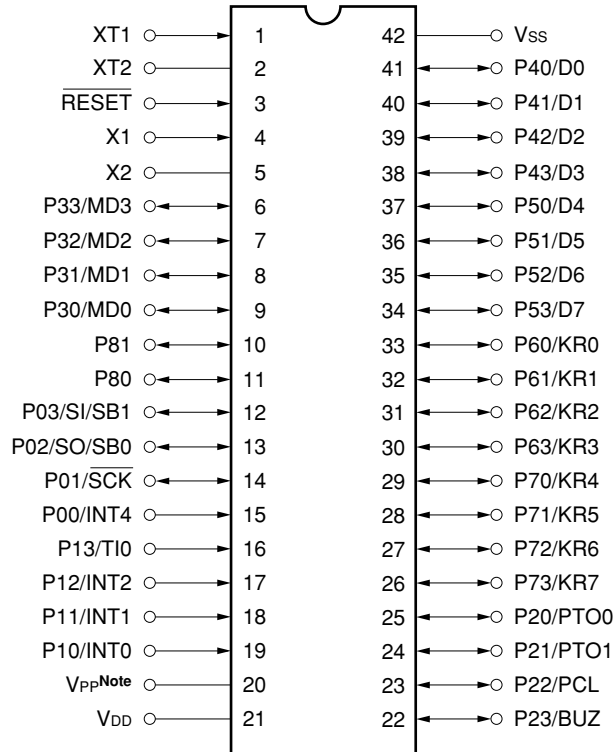 XT1 1 42 Vss
XT2 2 41 P40/D0
RESET 3 40 P41/D1
X1 4 39 P42/D2
X2 5 38 P43/D3
P33/MD3 6 37 P50/D4
P32/MD2 7 36 P51/D5
P31/MD1 8 35 P52/D6
P30/MD0 9 34 P53/D7
P81 10 33 P60/KR0
P80 11 32 P61/KR1
P03/SI/SB1 12 31 P62/KR2
P02/SO/SB0 13 30 P63/KR3
P01/SCK 14 29 P70/KR4
P00/INT4 15 28 P71/KR5
P13/TI0 16 27 P72/KR6
P12/INT2 17 26 P73/KR7
P11/INT1 18 25 P20/PTO0
P10/INT0 19 24 P21/PTO1
VPPNote 20 23 P22/PCL
VDD 21 22 P23/BUZ